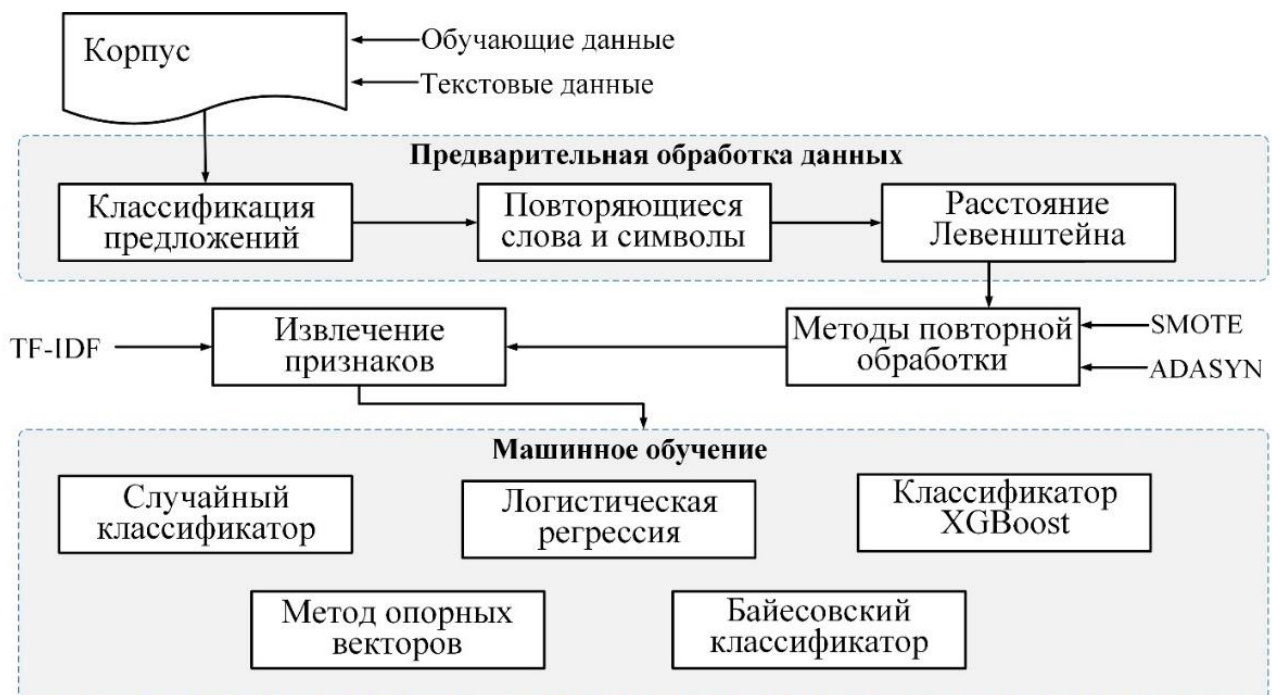 Корпус
Обучающие данные
Текстовые данные
Предварительная обработка данных
Классификация
предложений
Повторяющиеся
слова и символы
Расстояние
Левенштейна
TF-IDF
Извлечение
признаков
Методы повторной
обработки
SMOTE
ADASYN
Машинное обучение
Случайный
классификатор
Логистическая
регрессия
Классификатор
XGBoost
Метод опорных
векторов
Байесовский
классификатор